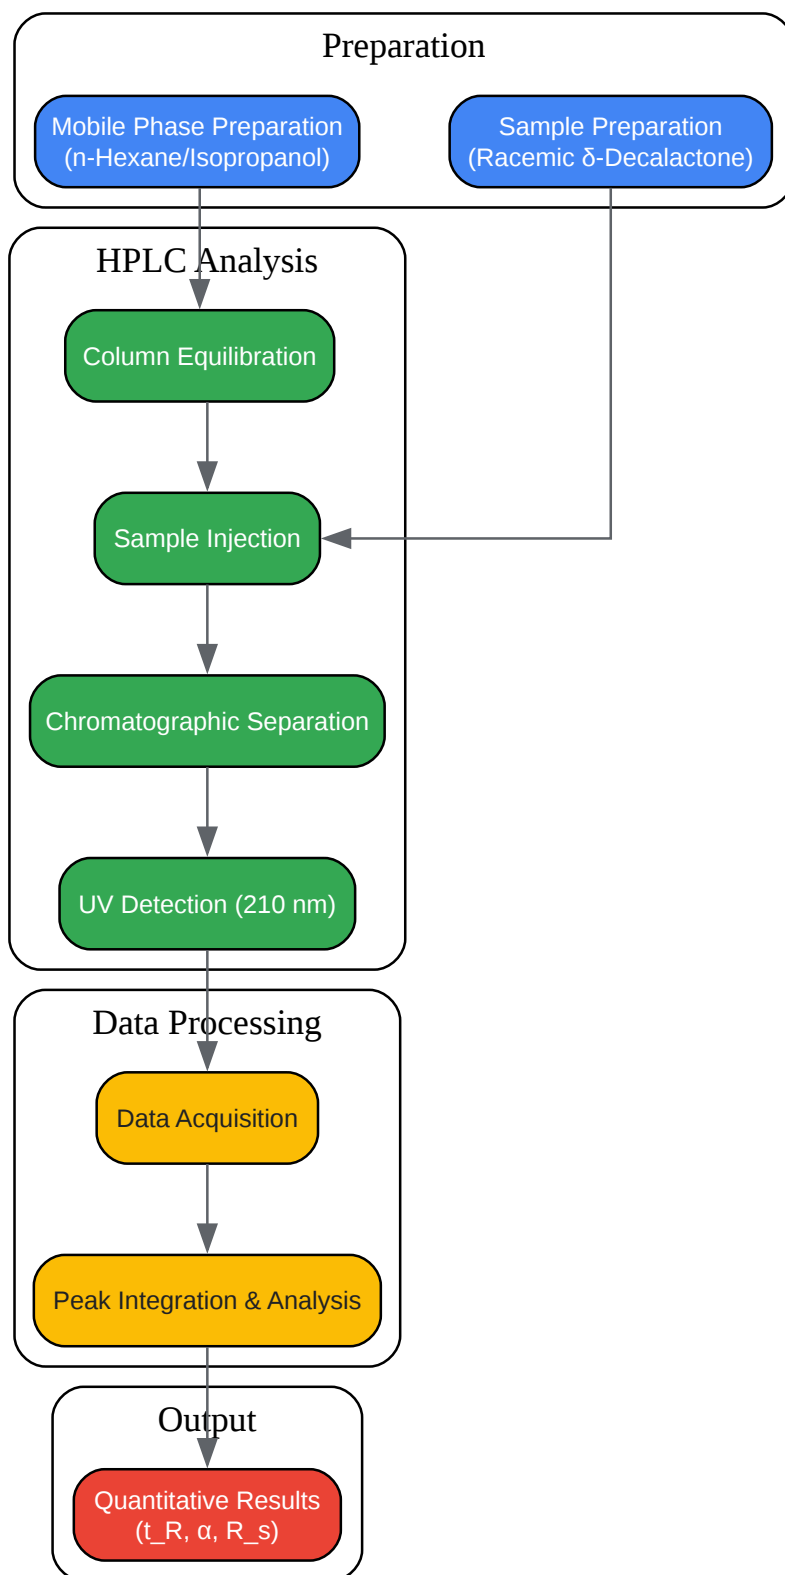 Preparation
Mobile Phase Preparation
(n-Hexane/Isopropanol)
Sample Preparation
(Racemic δ-Decalactone)
HPLC Analysis
Column Equilibration
Sample Injection
Chromatographic Separation
UV Detection (210 nm)
Data Processing
Data Acquisition
Peak Integration & Analysis
Output
Quantitative Results
(t_R, α, R_s)